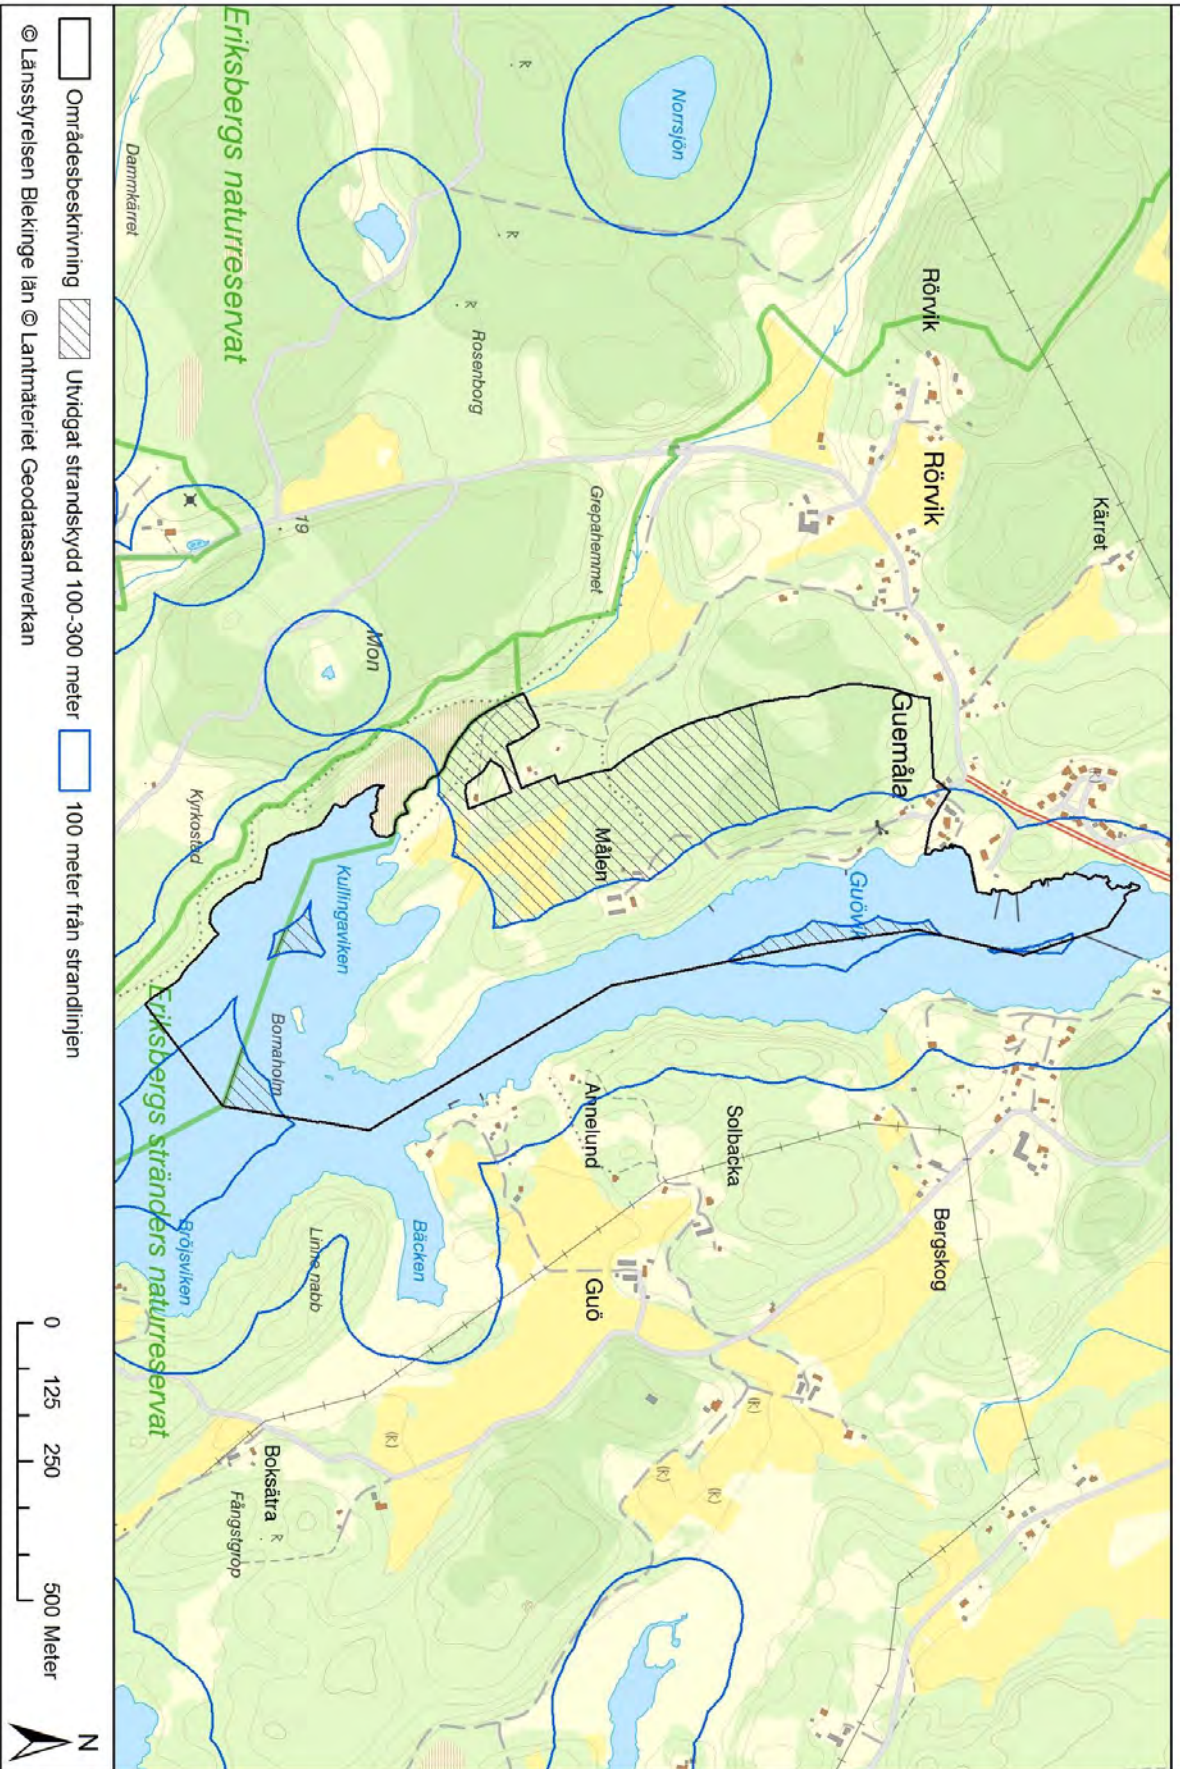 Kärret
Rörvik
Rörvik
Guemåla
Bergskog
Guövik
Norrsjön
Solbacka
Målen
Annelund
Guö
Grepahemmet
Rosenborg
(R)
(R)
(R)
(R)
R
R
R
R
Bäcken
Mon
Kullingaviken
Linne nabb
19
Bornaholm
Boksätra
Fångstgrop
Eriksbergs naturreservat
Kyrkostad
Bröjsviken
Eriksbergs stränders naturreservat
Dammkärret
Områdesbeskrivning
Utvidgat strandskydd 100-300 meter
100 meter från strandlinjen
0 125 250 500 Meter
N
© Länsstyrelsen Blekinge län © Lantmäteriet Geodatasamverkan